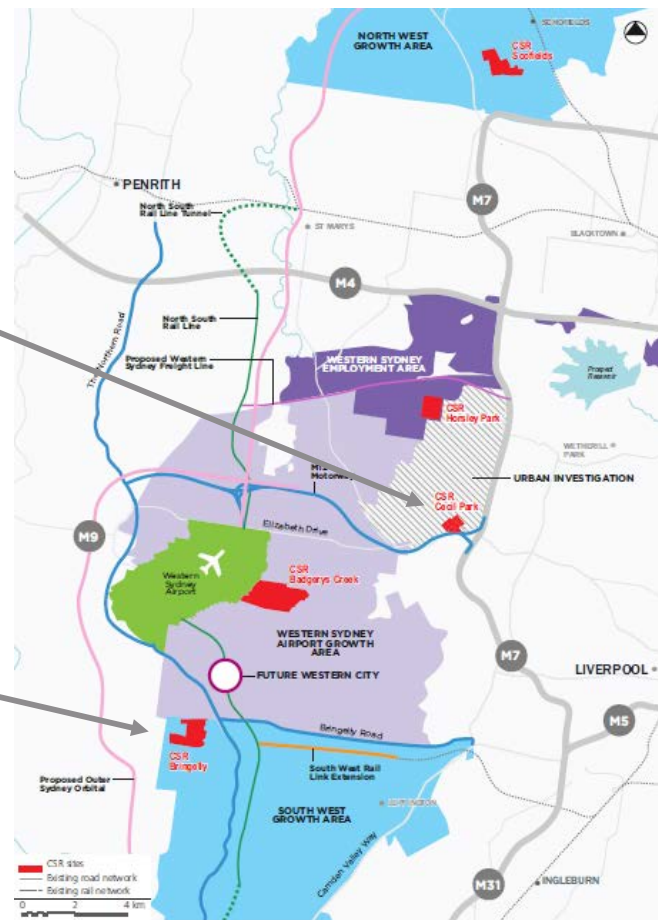 SCHOFIELDS
NORTH WEST
GROWTH AREA
CSR
Scofields
PENRITH
North South
Rail Line Tunnel
M7
ST MARYS
BLACKTOWN
M4
The Northern Road
North South
Rail Line
Proposed Western
Sydney Freight Line
WESTERN SYDNEY
EMPLOYMENT AREA
Prospect
Reservoir
CSR
Horsley Park
WETHERILL
PARK
M12
Motorway
URBAN INVESTIGATION
CSR
Cecil Park
M9
Elizabeth Drive
Western
Sydney
Airport
CSR
Badgerys Creek
WESTERN SYDNEY
AIRPORT GROWTH
AREA
M7
LIVERPOOL
FUTURE WESTERN CITY
M5
Bringelly Road
CSR
Bringelly
South West Rail
Link Extension
Proposed Outer
Sydney Orbital
SOUTH WEST
GROWTH AREA
LEPPINGTON
Camden Valley Way
CSR sites
Existing road network
Existing rail network
0 2 4 km
M31
INGLEBURN